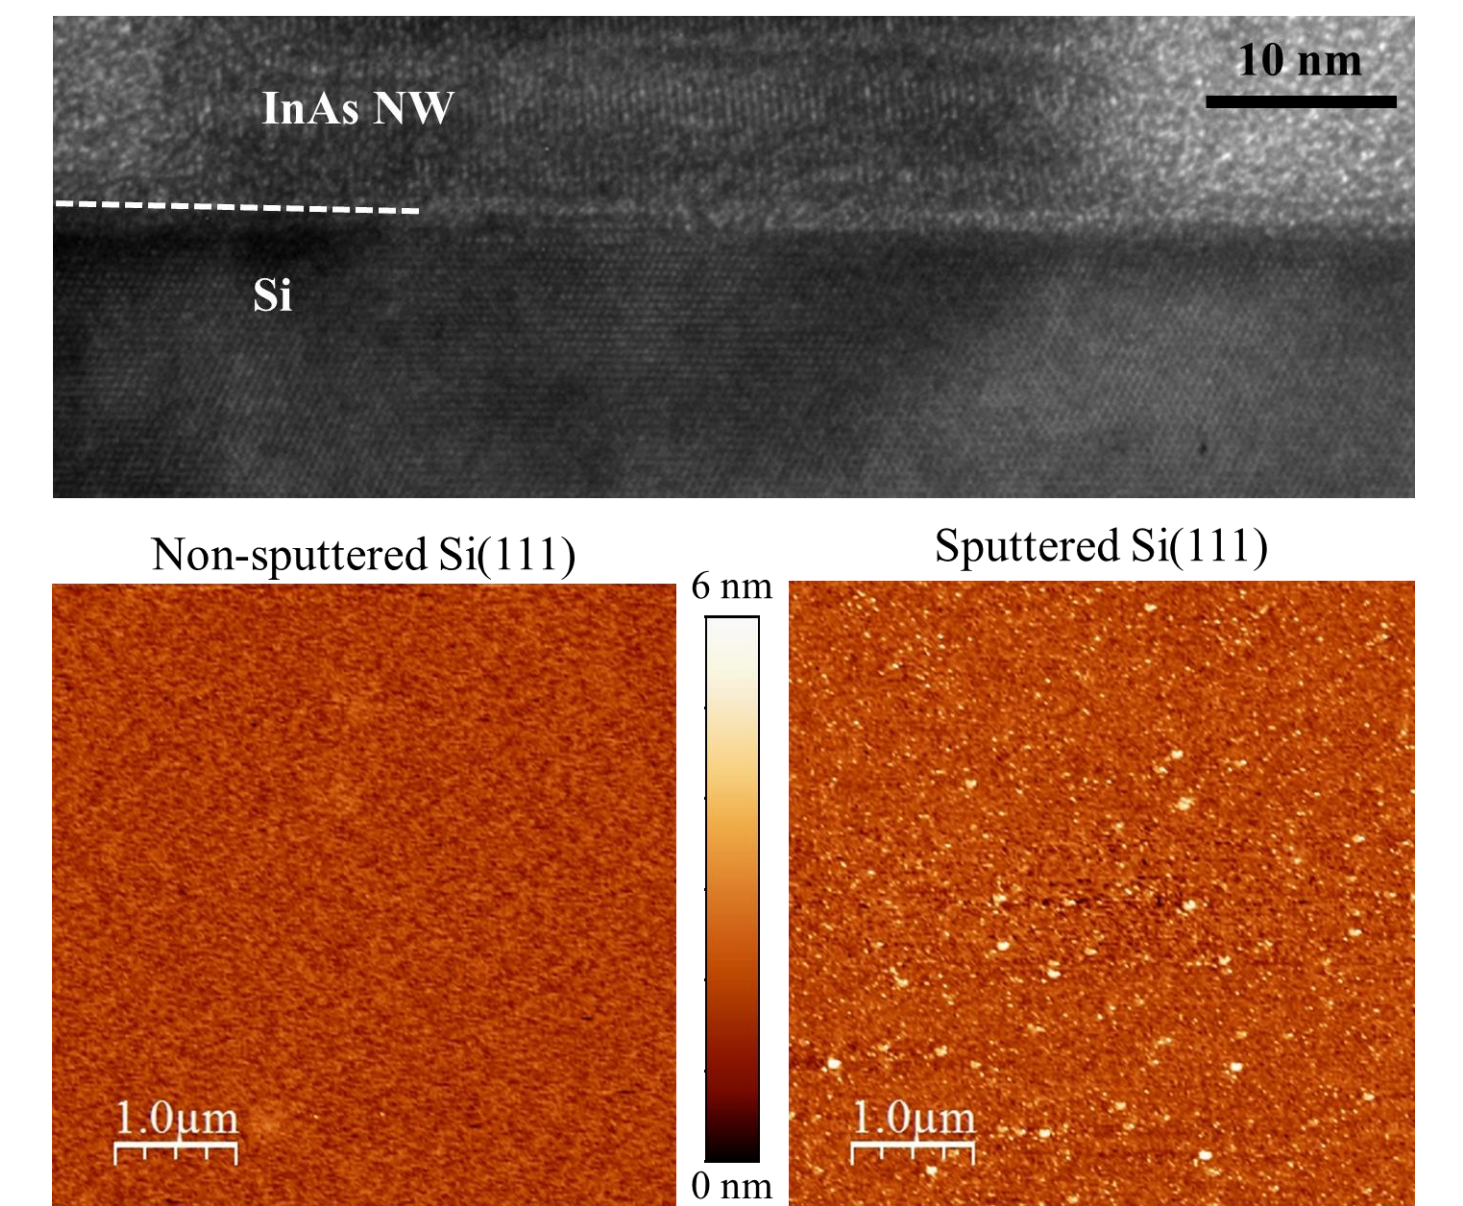 10 nm
InAs NW
Si
Non-sputtered Si(111)
Sputtered Si(111)
6 nm
1.0µm
1.0µm
0 nm